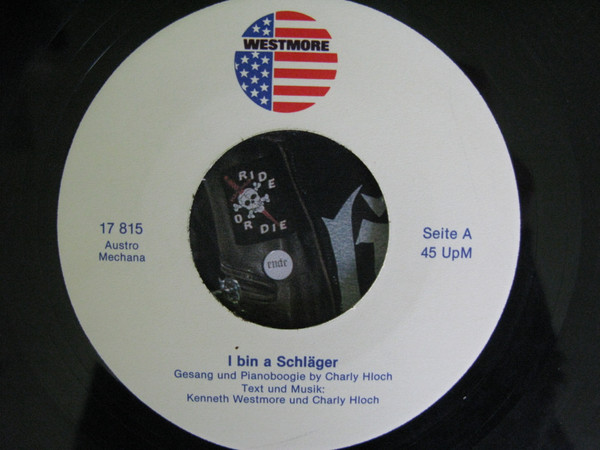 WESTMORE
RIDE
OR DIE
ende
17 815
Austro
Mechana
Seite A
45 UpM
I bin a Schläger
Gesang und Pianoboogie by Charly Hloch
Text und Musik:
Kenneth Westmore und Charly Hloch